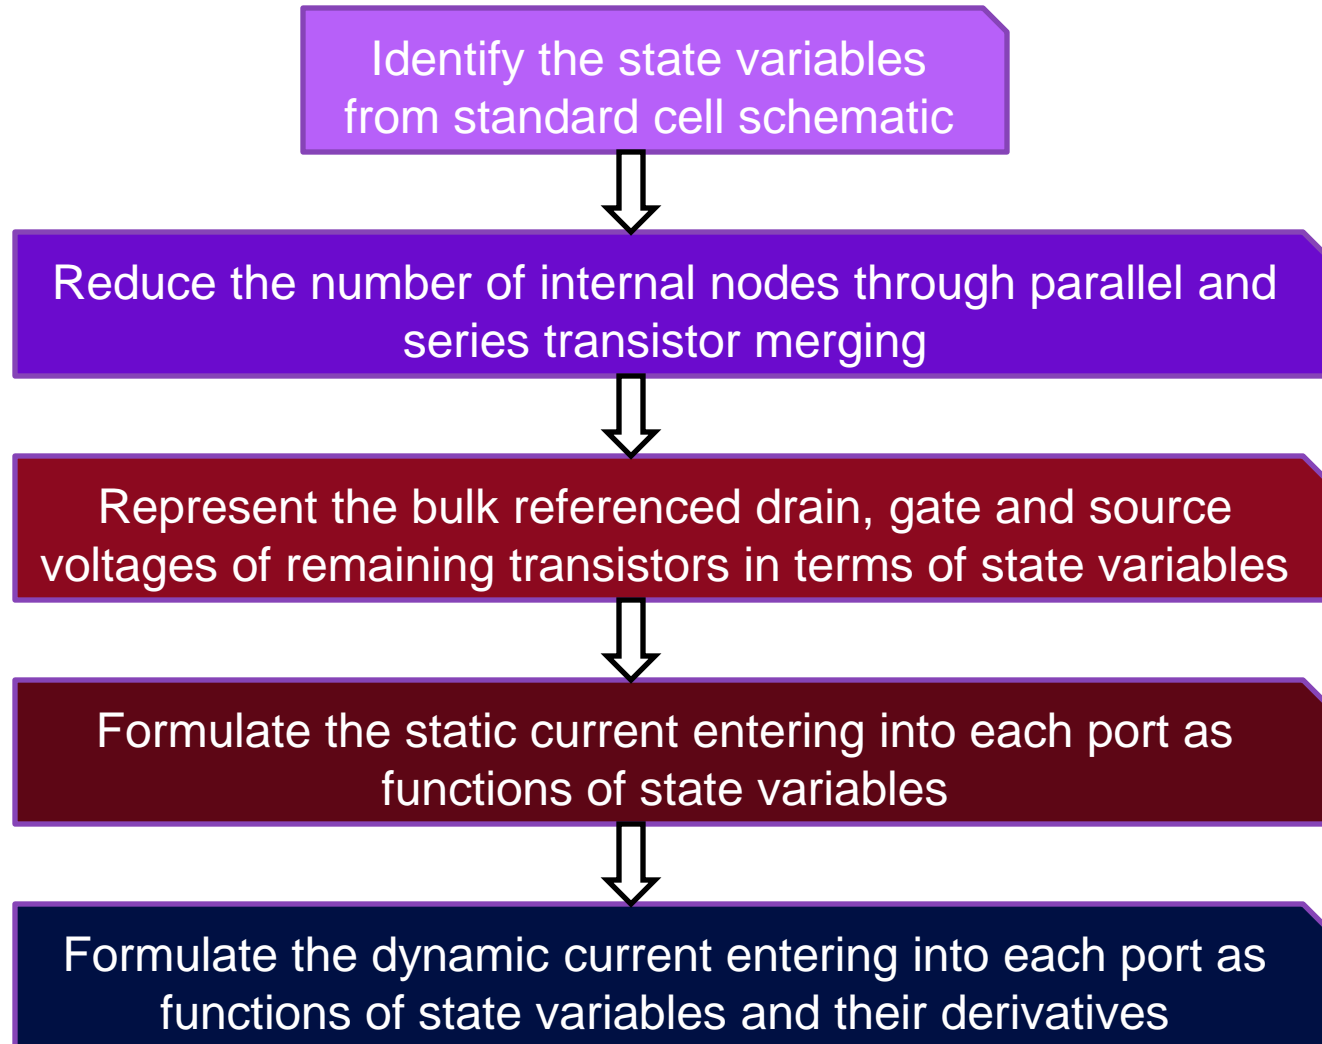 Identify the state variables
from standard cell schematic
Reduce the number of internal nodes through parallel and
series transistor merging
Represent the bulk referenced drain, gate and source
voltages of remaining transistors in terms of state variables
Formulate the static current entering into each port as
functions of state variables
Formulate the dynamic current entering into each port as
functions of state variables and their derivatives